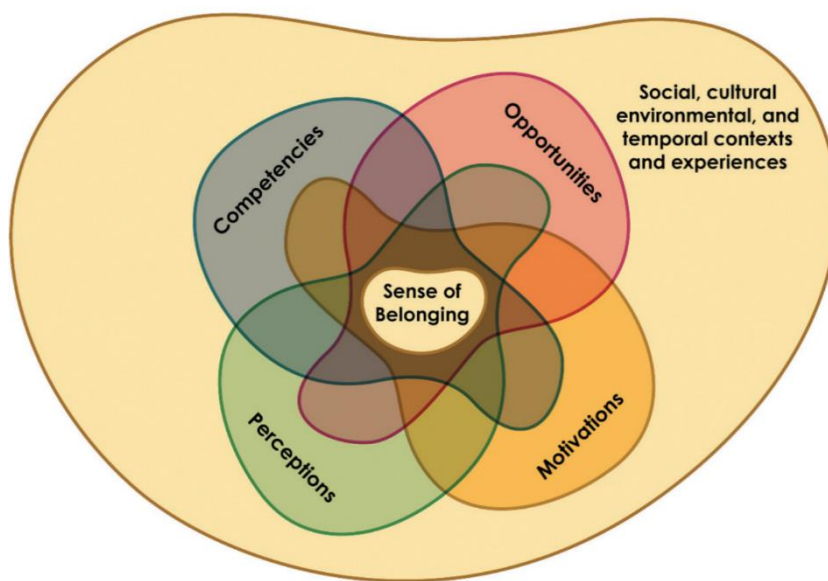 Social, cultural
environmental, and
temporal contexts
and experiences
Competencies
Opportunities
Sense of
Belonging
Perceptions
Motivations